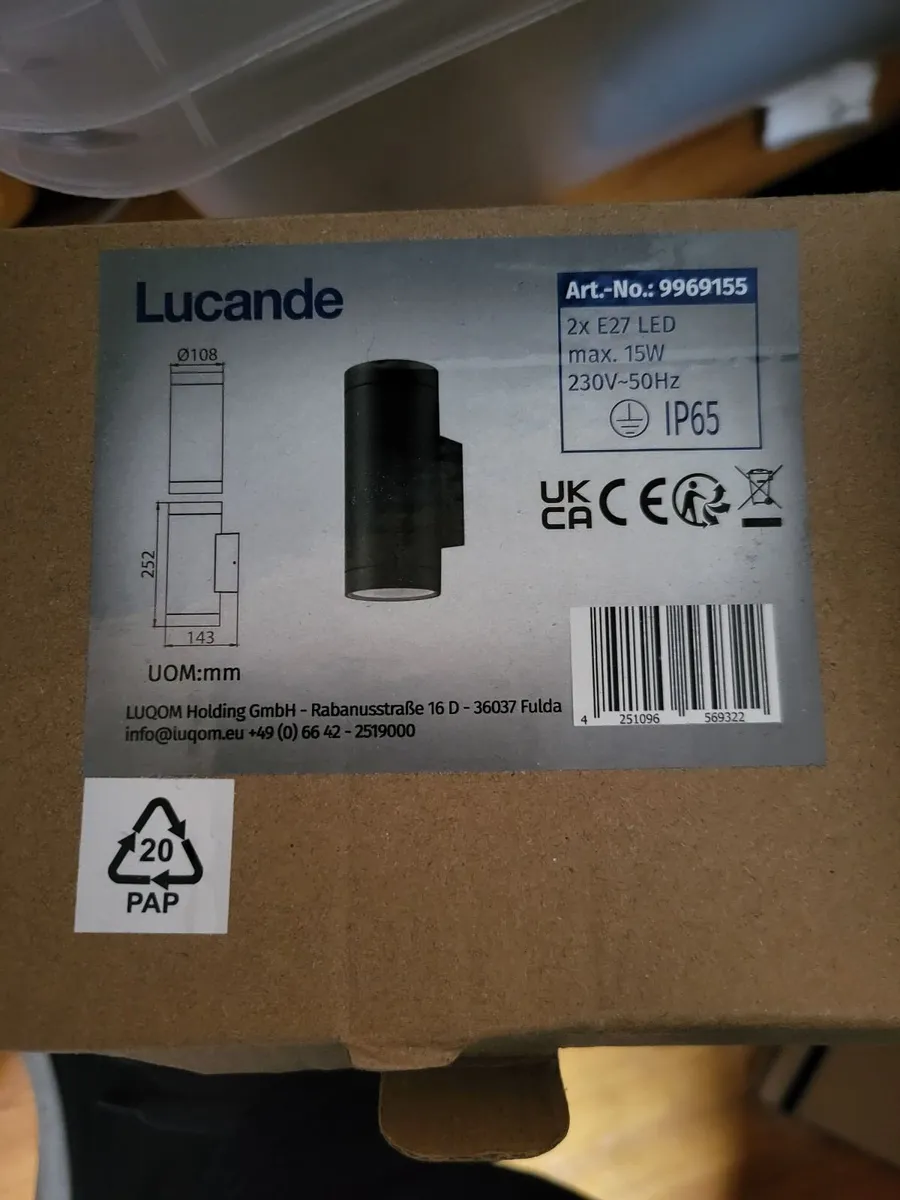 Lucande
Art.-No.: 9969155
2x E27 LED
max. 15W
230V~50Hz
IP65
Ø108
252
143
UOM:mm
UK
CA
CE
LUQOM Holding GmbH - Rabanusstraße 16 D - 36037 Fulda
info@luqom.eu +49 (0) 66 42 - 2519000
4 251096 569322
20
PAP